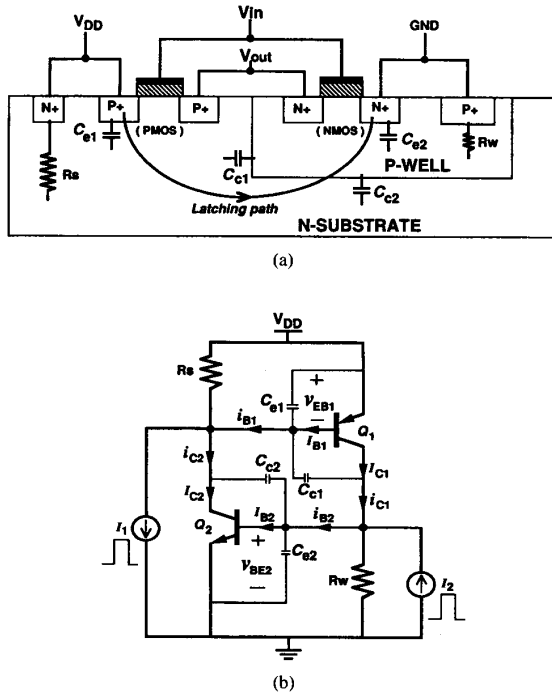 Vin
VDD
GND
Vout
N+
P+
P+
N+
N+
P+
( PMOS )
( NMOS )
Ce1
Ce2
Rs
Rw
Cc1
P-WELL
Cc2
Latching path
N-SUBSTRATE
(a)
VDD
Rs
+
Ce1
vEB1
iB1
−
IB1
Q1
iC2
Cc2
Cc1
IC1
IC2
iC1
IB2
iB2
I1
Q2
+
vBE2
−
Ce2
Rw
I2
(b)